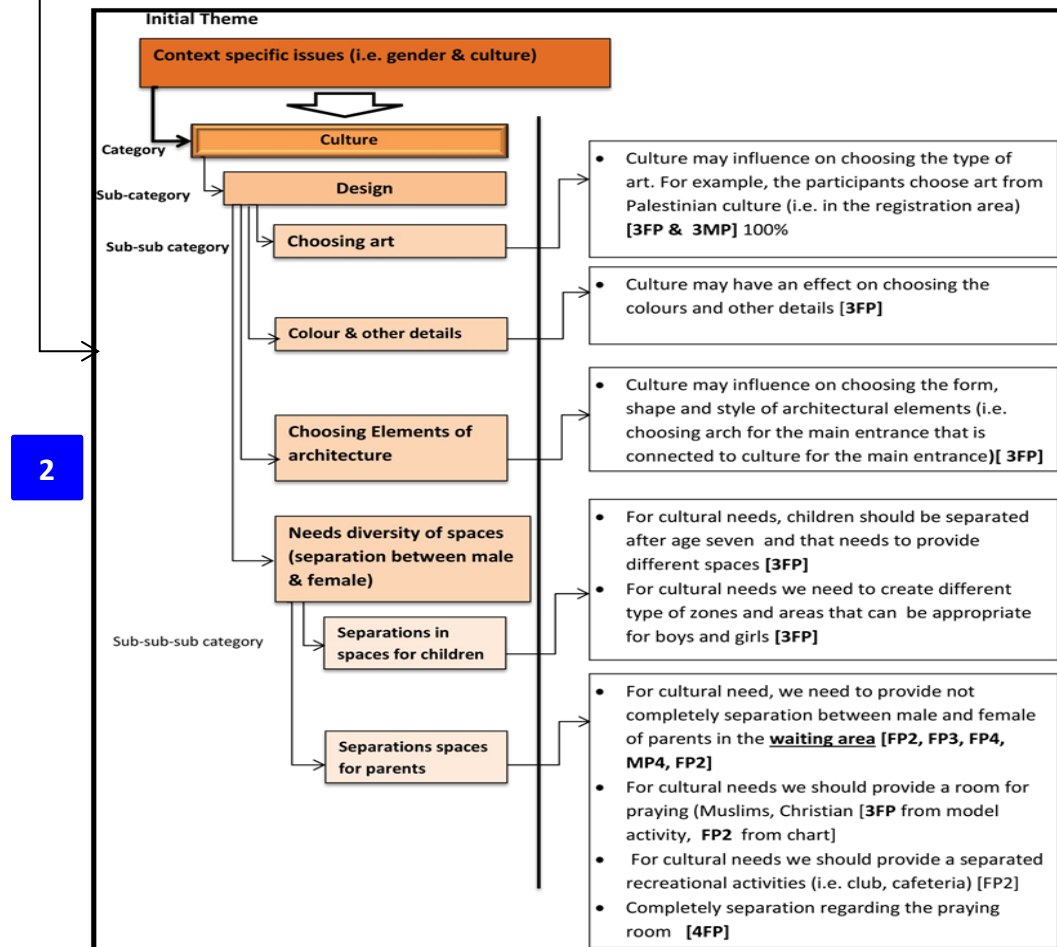 Initial Theme
Context specific issues (i.e. gender & culture)
Category
Culture
Sub-category
Design
Sub-sub category
Choosing art
• Culture may influence on choosing the type of
art. For example, the participants choose art from
Palestinian culture (i.e. in the registration area)
[3FP & 3MP] 100%
Colour & other details
• Culture may have an effect on choosing the
colours and other details [3FP]
2
Choosing Elements of
architecture
• Culture may influence on choosing the form,
shape and style of architectural elements (i.e.
choosing arch for the main entrance that is
connected to culture for the main entrance)[ 3FP]
Needs diversity of spaces
(separation between male
& female)
Sub-sub-sub category
Separations in
spaces for children
• For cultural needs, children should be separated
after age seven and that needs to provide
different spaces [3FP]
• For cultural needs we need to create different
type of zones and areas that can be appropriate
for boys and girls [3FP]
Separations spaces
for parents
• For cultural need, we need to provide not
completely separation between male and female
of parents in the waiting area [FP2, FP3, FP4,
MP4, FP2]
• For cultural needs we should provide a room for
praying (Muslims, Christian [3FP from model
activity, FP2 from chart]
• For cultural needs we should provide a separated
recreational activities (i.e. club, cafeteria) [FP2]
• Completely separation regarding the praying
room [4FP]